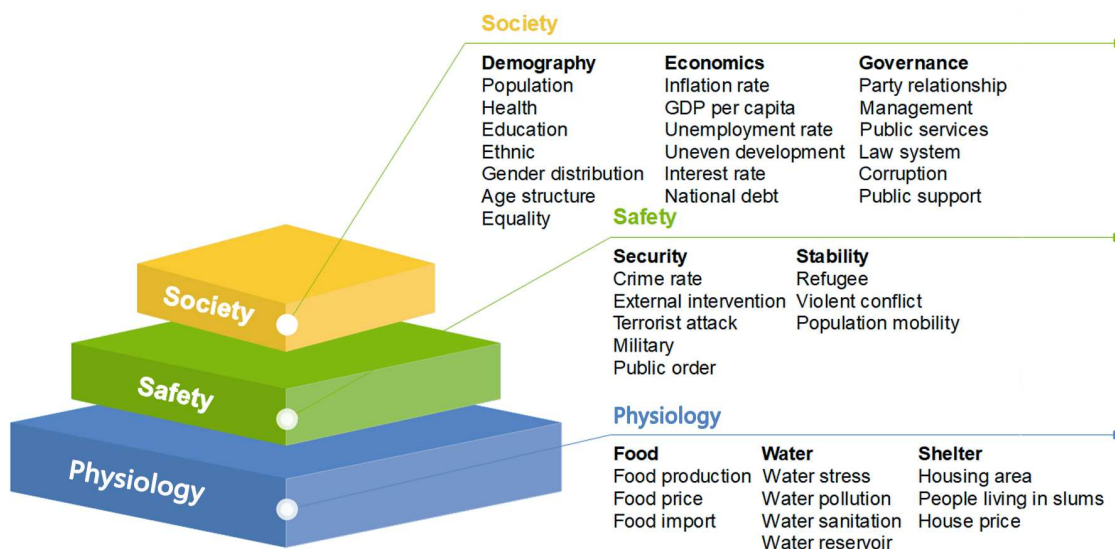 Society
Demography Economics Governance
Population Inflation rate Party relationship
Health GDP per capita Management
Education Unemployment rate Public services
Ethnic Uneven development Law system
Gender distribution Interest rate Corruption
Age structure National debt Public support
Equality
Safety
Security Stability
Crime rate Refugee
External intervention Violent conflict
Terrorist attack Population mobility
Military
Public order
Physiology
Food Water Shelter
Food production Water stress Housing area
Food price Water pollution People living in slums
Food import Water sanitation House price
Water reservoir
Society
Safety
Physiology